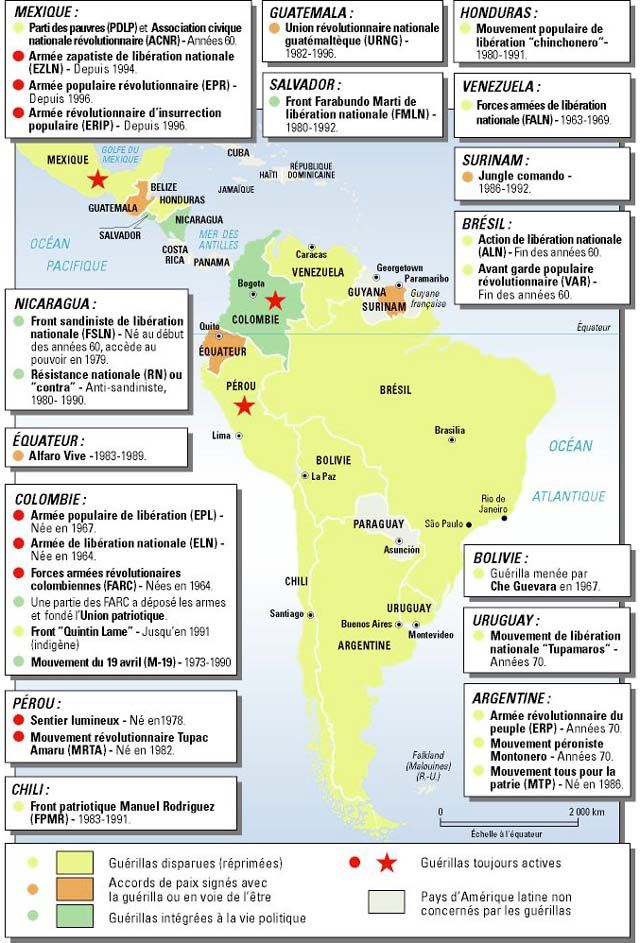 MEXIQUE :
Parti des pauvres (PDLP) et Association civique
nationale révolutionnaire (ACNR) - Années 60.
Armée zapatiste de libération nationale
(EZLN) - Depuis 1994.
Armée populaire révolutionnaire (EPR) -
Depuis 1996.
Armée révolutionnaire d'insurrection
populaire (ERIP) - Depuis 1996.
GUATEMALA :
Union révolutionnaire nationale
guatémaltèque (URNG) -
1982-1996.
SALVADOR :
Front Farabundo Marti de
libération nationale (FMLN) -
1980-1992.
HONDURAS :
Mouvement populaire de
libération "chinchonero"-
1980-1991.
VENEZUELA :
Forces armées de libération
nationale (FALN) - 1963-1969.
SURINAM :
Jungle comando -
1986-1992.
BRÉSIL :
Action de libération nationale
(ALN) - Fin des années 60.
Avant garde populaire
révolutionnaire (VAR) -
Fin des années 60.
MEXIQUE
GOLFE DU
MEXIQUE
CUBA
HAÏTI
RÉPUBLIQUE
DOMINICAINE
JAMAÏQUE
BELIZE
HONDURAS
GUATEMALA
NICARAGUA
SALVADOR
COSTA
RICA
PANAMA
MER DES
ANTILLES
OCÉAN
PACIFIQUE
Caracas
VENEZUELA
Georgetown
Paramaribo
GUYANA
SURINAM
Guyane
française
Bogota
COLOMBIE
Quito
ÉQUATEUR
Équateur
PÉROU
Lima
BRÉSIL
Brasilia
BOLIVIE
La Paz
OCÉAN
ATLANTIQUE
Rio de
Janeiro
São Paulo
PARAGUAY
Asunción
CHILI
Santiago
URUGUAY
Buenos Aires
Montevideo
ARGENTINE
Falkland
(Malouines)
(R.-U.)
NICARAGUA :
Front sandiniste de libération
nationale (FSLN) - Né au début
des années 60, accède au
pouvoir en 1979.
Résistance nationale (RN) ou
"contra" - Anti-sandiniste,
1980- 1990.
ÉQUATEUR :
Alfaro Vive -1983-1989.
COLOMBIE :
Armée populaire de libération (EPL) -
Née en 1967.
Armée de libération nationale (ELN) -
Née en 1964.
Forces armées révolutionaires
colombiennes (FARC) - Nées en 1964.
Une partie des FARC a déposé les armes
et fondé l'Union patriotique.
Front "Quintin Lame" - Jusqu'en 1991
(indigène)
Mouvement du 19 avril (M-19) - 1973-1990
PÉROU :
Sentier lumineux - Né en1978.
Mouvement révolutionnaire Tupac
Amaru (MRTA) - Né en 1982.
CHILI :
Front patriotique Manuel Rodriguez
(FPMR) - 1983-1991.
BOLIVIE :
Guérilla menée par
Che Guevara en 1967.
URUGUAY :
Mouvement de libération
nationale "Tupamaros" -
Années 70.
ARGENTINE :
Armée révolutionnaire du
peuple (ERP) - Années 70.
Mouvement péroniste
Montonero - Années 70.
Mouvement tous pour la
patrie (MTP) - Né en 1986.
0 2 000 km
Échelle à l'équateur
Guérillas disparues (réprimées)
Accords de paix signés avec
la guérilla ou en voie de l'être
Guérillas intégrées à la vie politique
Guérillas toujours actives
Pays d'Amérique latine non
concernés par les guérillas